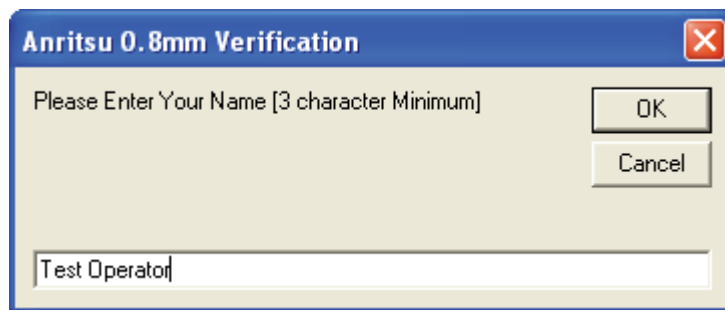 Anritsu 0.8mm Verification
Please Enter Your Name [3 character Minimum]
OK
Cancel
Test Operator